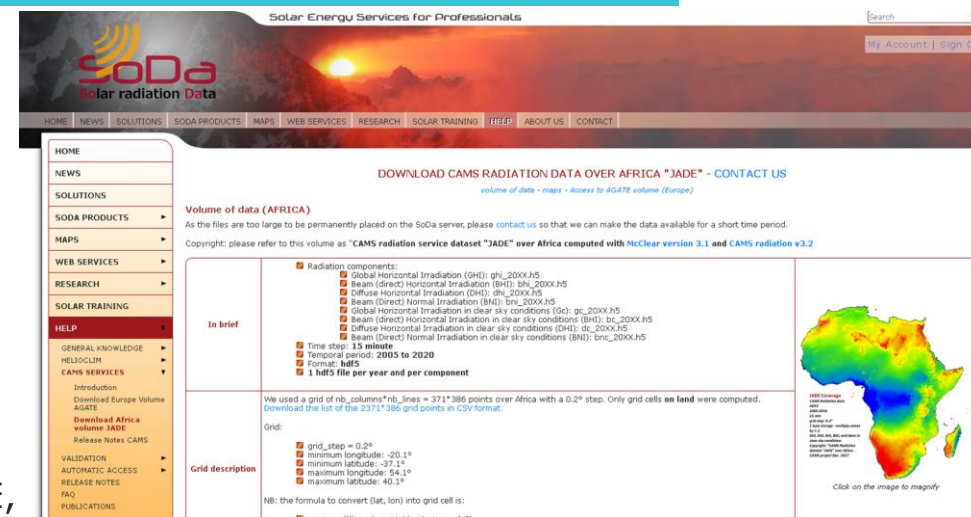 Solar Energy Services for Professionals
Search
SoDa
Solar radiation Data
My Account | Sign
HOME NEWS SOLUTIONS SODA PRODUCTS MAPS WEB SERVICES RESEARCH SOLAR TRAINING HELP ABOUT US CONTACT
HOME
NEWS
SOLUTIONS
SODA PRODUCTS
MAPS
WEB SERVICES
RESEARCH
SOLAR TRAINING
HELP
GENERAL KNOWLEDGE
HELIOCLIM
CAMS SERVICES
Introduction
Download Europe Volume
AGATE
Download Africa
volume JADE
Release Notes CAMS
VALIDATION
AUTOMATIC ACCESS
RELEASE NOTES
FAQ
PUBLICATIONS
DOWNLOAD CAMS RADIATION DATA OVER AFRICA "JADE" - CONTACT US
volume of data - maps - Access to AGATE volume (Europe)
Volume of data (AFRICA)
As the files are too large to be permanently placed on the SoDa server, please contact us so that we can make the data available for a short time period.
Copyright: please refer to this volume as "CAMS radiation service dataset "JADE" over Africa computed with McClear version 3.1 and CAMS radiation v3.2
In brief
Radiation components:
Global Horizontal Irradiation (GHI): ghi_20XX.h5
Beam (direct) Horizontal Irradiation (BHI): bhi_20XX.h5
Diffuse Horizontal Irradiation (DHI): dhi_20XX.h5
Beam (Direct) Normal Irradiation (BNI): bni_20XX.h5
Global Horizontal Irradiation in clear sky conditions (Gc): gc_20XX.h5
Beam (direct) Horizontal Irradiation in clear sky conditions (BHI): bc_20XX.h5
Diffuse Horizontal Irradiation in clear sky conditions (DHI): dc_20XX.h5
Beam (Direct) Normal Irradiation in clear sky conditions (BNI): bnc_20XX.h5
Time step: 15 minute
Temporal period: 2005 to 2020
Format: hdf5
1 hdf5 file per year and per component
Grid description
We used a grid of nb_columns*nb_lines = 371*386 points over Africa with a 0.2° step. Only grid cells on land were computed.
Download the list of the 2371*386 grid points in CSV format.
Grid:
grid_step = 0.2°
minimum longitude: -20.1°
minimum latitude: -37.1°
maximum longitude: 54.1°
maximum latitude: 40.1°
NB: the formula to convert (lat, lon) into grid cell is:
JADE Coverage
Click on the image to magnify